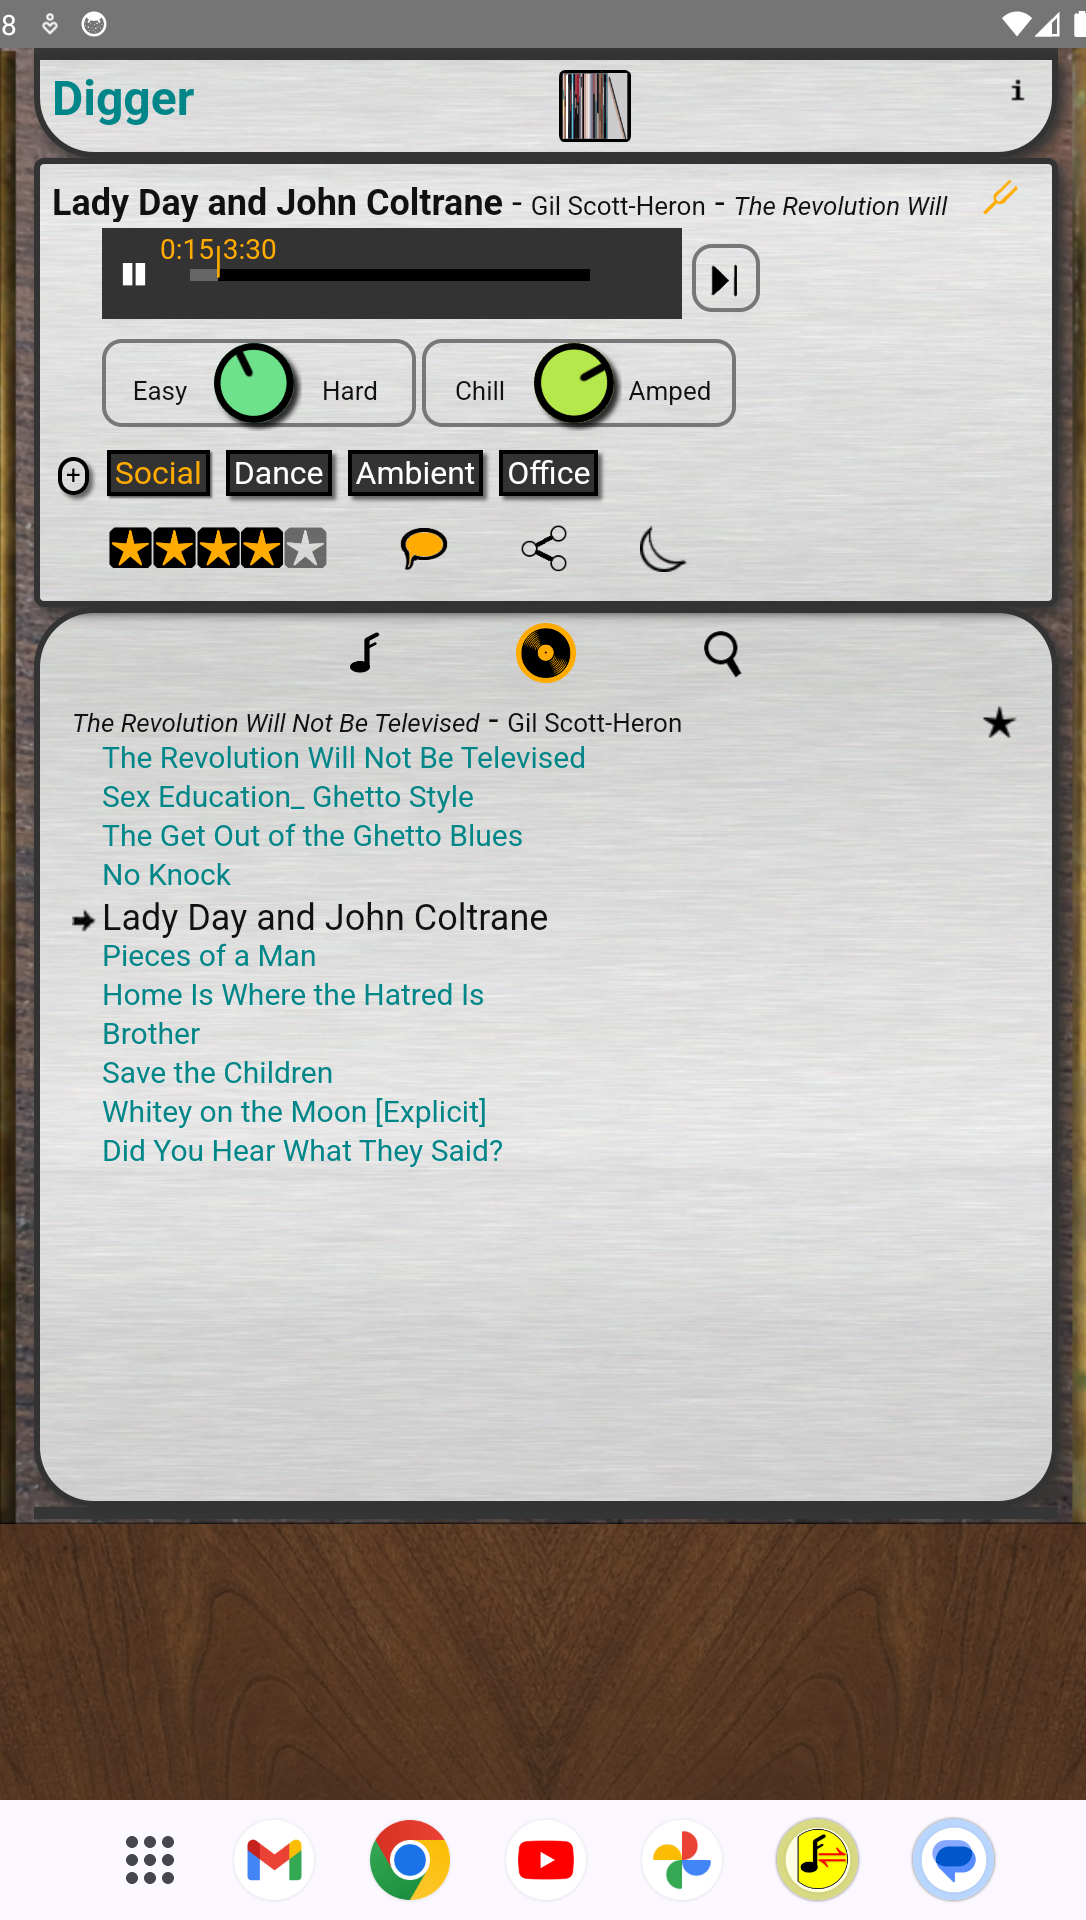 8
Digger
i
Lady Day and John Coltrane - Gil Scott-Heron - The Revolution Will
0:15 3:30
Easy Hard Chill Amped
+ Social Dance Ambient Office
The Revolution Will Not Be Televised - Gil Scott-Heron
The Revolution Will Not Be Televised
Sex Education_ Ghetto Style
The Get Out of the Ghetto Blues
No Knock
Lady Day and John Coltrane
Pieces of a Man
Home Is Where the Hatred Is
Brother
Save the Children
Whitey on the Moon [Explicit]
Did You Hear What They Said?